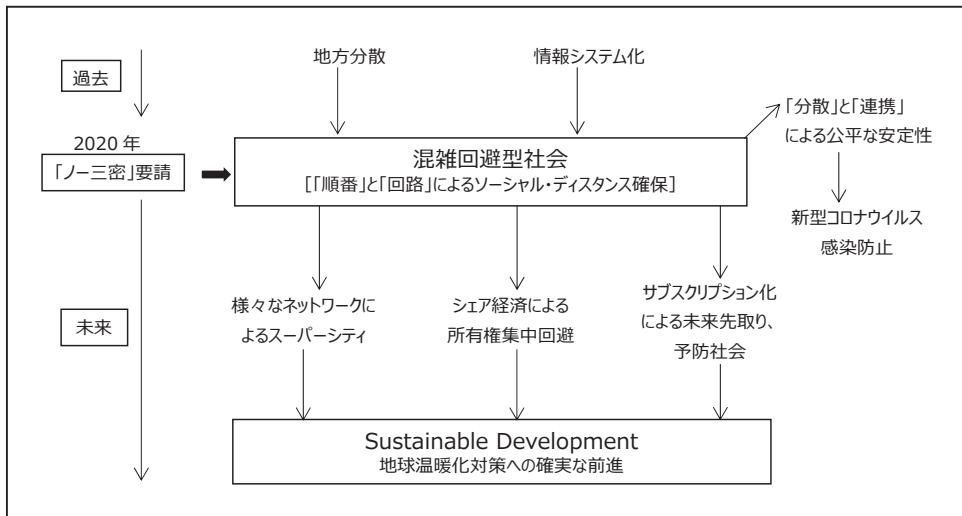 地方分散
情報システム化
過去
「分散」と「連携」
による公平な安定性
2020 年
「ノー三密」要請
混雑回避型社会
[「順番」と「回路」によるソーシャル・ディスタンス確保]
新型コロナウイルス
感染防止
未来
様々なネットワークに
よるスーパーシティ
シェア経済による
所有権集中回避
サブスクリプション化
による未来先取り、
予防社会
Sustainable Development
地球温暖化対策への確実な前進